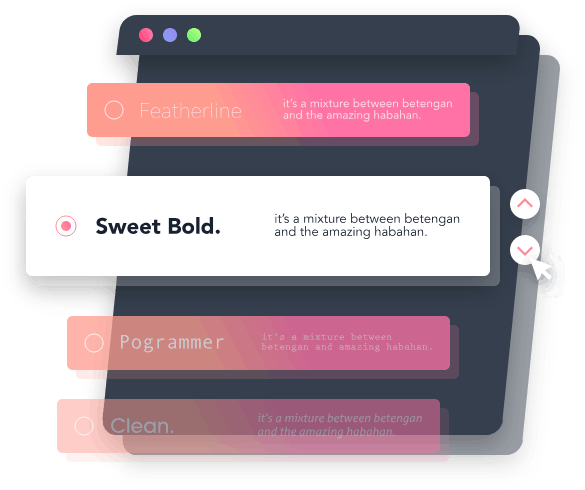 Featherline
it's a mixture between betengan
and the amazing habahan.
Sweet Bold.
it's a mixture between betengan
and the amazing habahan.
Pogrammer
it's a mixture between
betengan and amazing habahan.
Clean.
it's a mixture between betengan
and the amazing habahan.